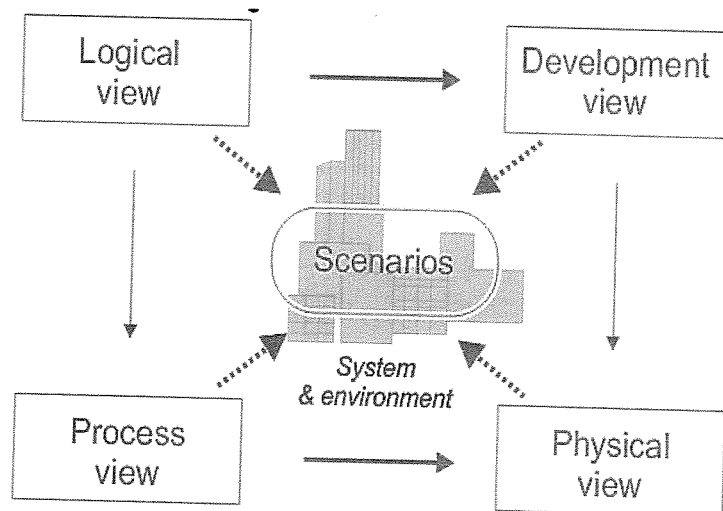 Logical
view
Development
view
Scenarios
System
& environment
Process
view
Physical
view